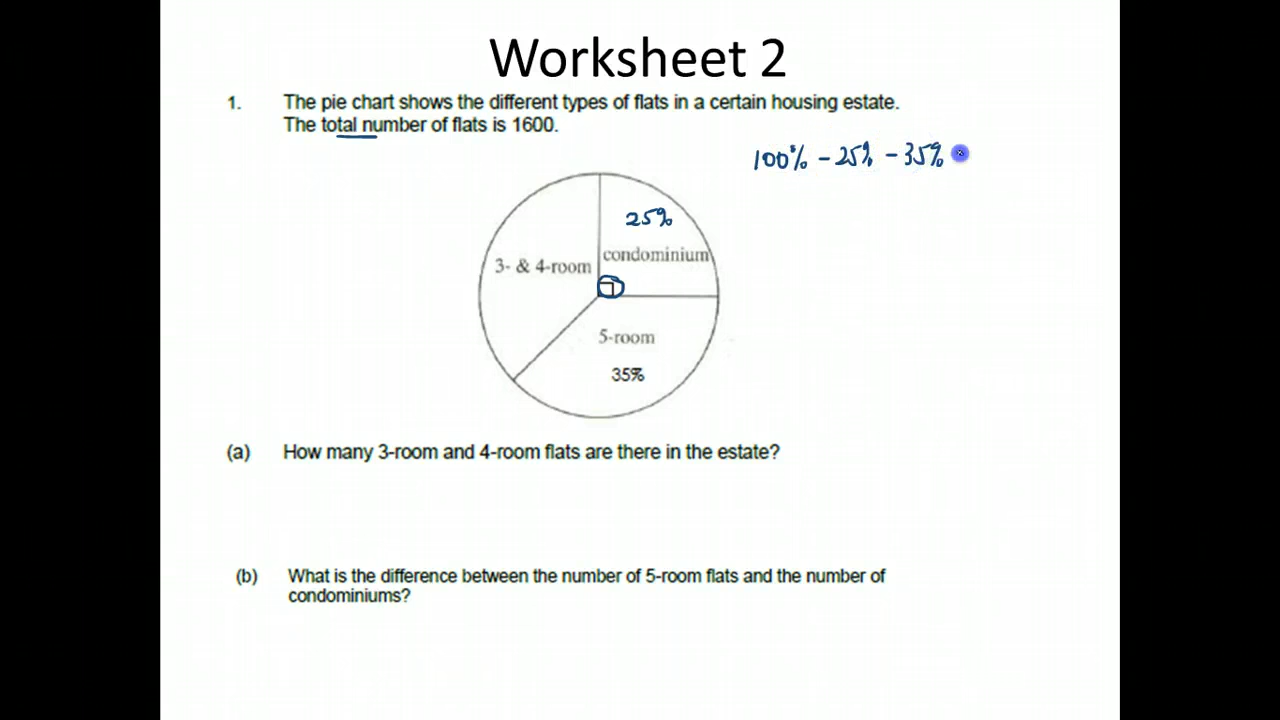 Worksheet 2
1. The pie chart shows the different types of flats in a certain housing estate.
The total number of flats is 1600.
100% - 25% - 35%
25%
condominium
3- & 4-room
5-room
35%
(a) How many 3-room and 4-room flats are there in the estate?
(b) What is the difference between the number of 5-room flats and the number of
condominiums?